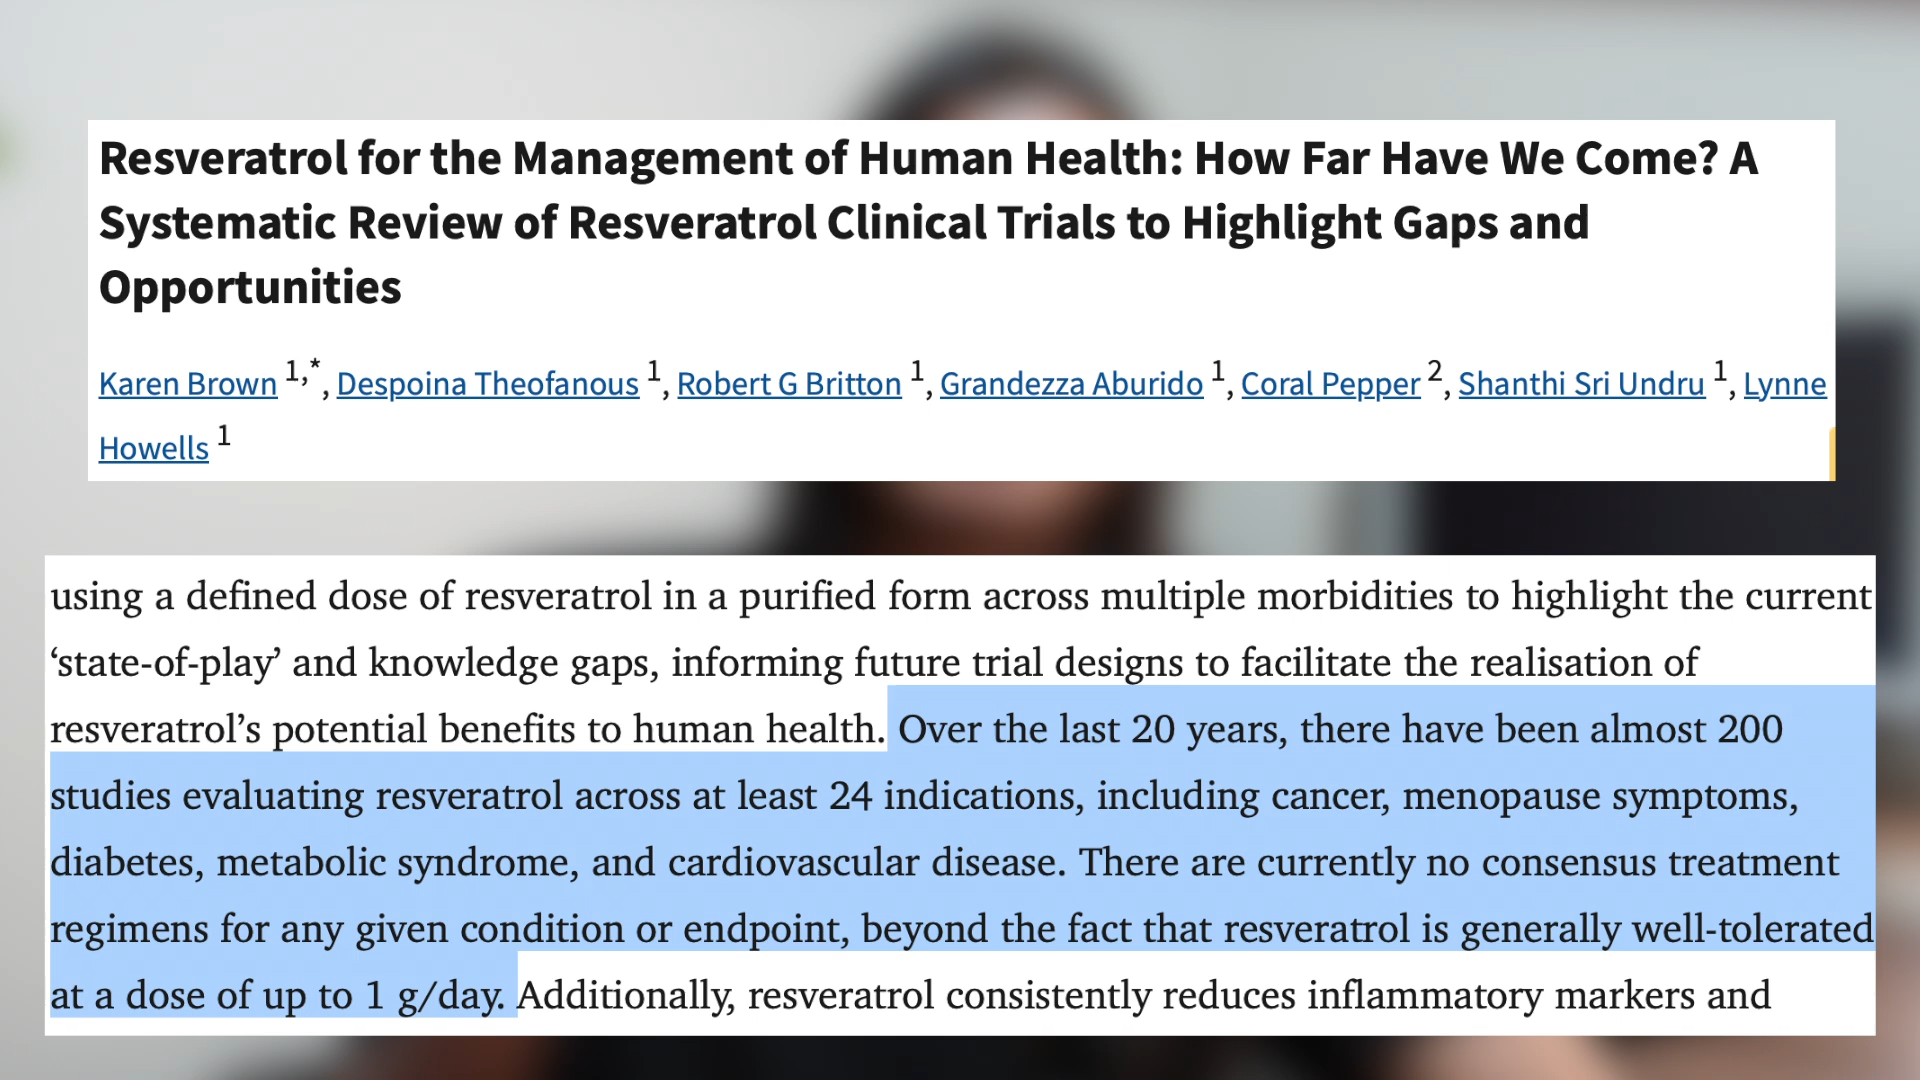 Resveratrol for the Management of Human Health: How Far Have We Come? A
Systematic Review of Resveratrol Clinical Trials to Highlight Gaps and
Opportunities
Karen Brown 1,*, Despoina Theofanous 1, Robert G Britton 1, Grandezza Aburido 1, Coral Pepper 2, Shanthi Sri Undru 1, Lynne
Howells 1
using a defined dose of resveratrol in a purified form across multiple morbidities to highlight the current
‘state-of-play’ and knowledge gaps, informing future trial designs to facilitate the realisation of
resveratrol’s potential benefits to human health. Over the last 20 years, there have been almost 200
studies evaluating resveratrol across at least 24 indications, including cancer, menopause symptoms,
diabetes, metabolic syndrome, and cardiovascular disease. There are currently no consensus treatment
regimens for any given condition or endpoint, beyond the fact that resveratrol is generally well-tolerated
at a dose of up to 1 g/day. Additionally, resveratrol consistently reduces inflammatory markers and